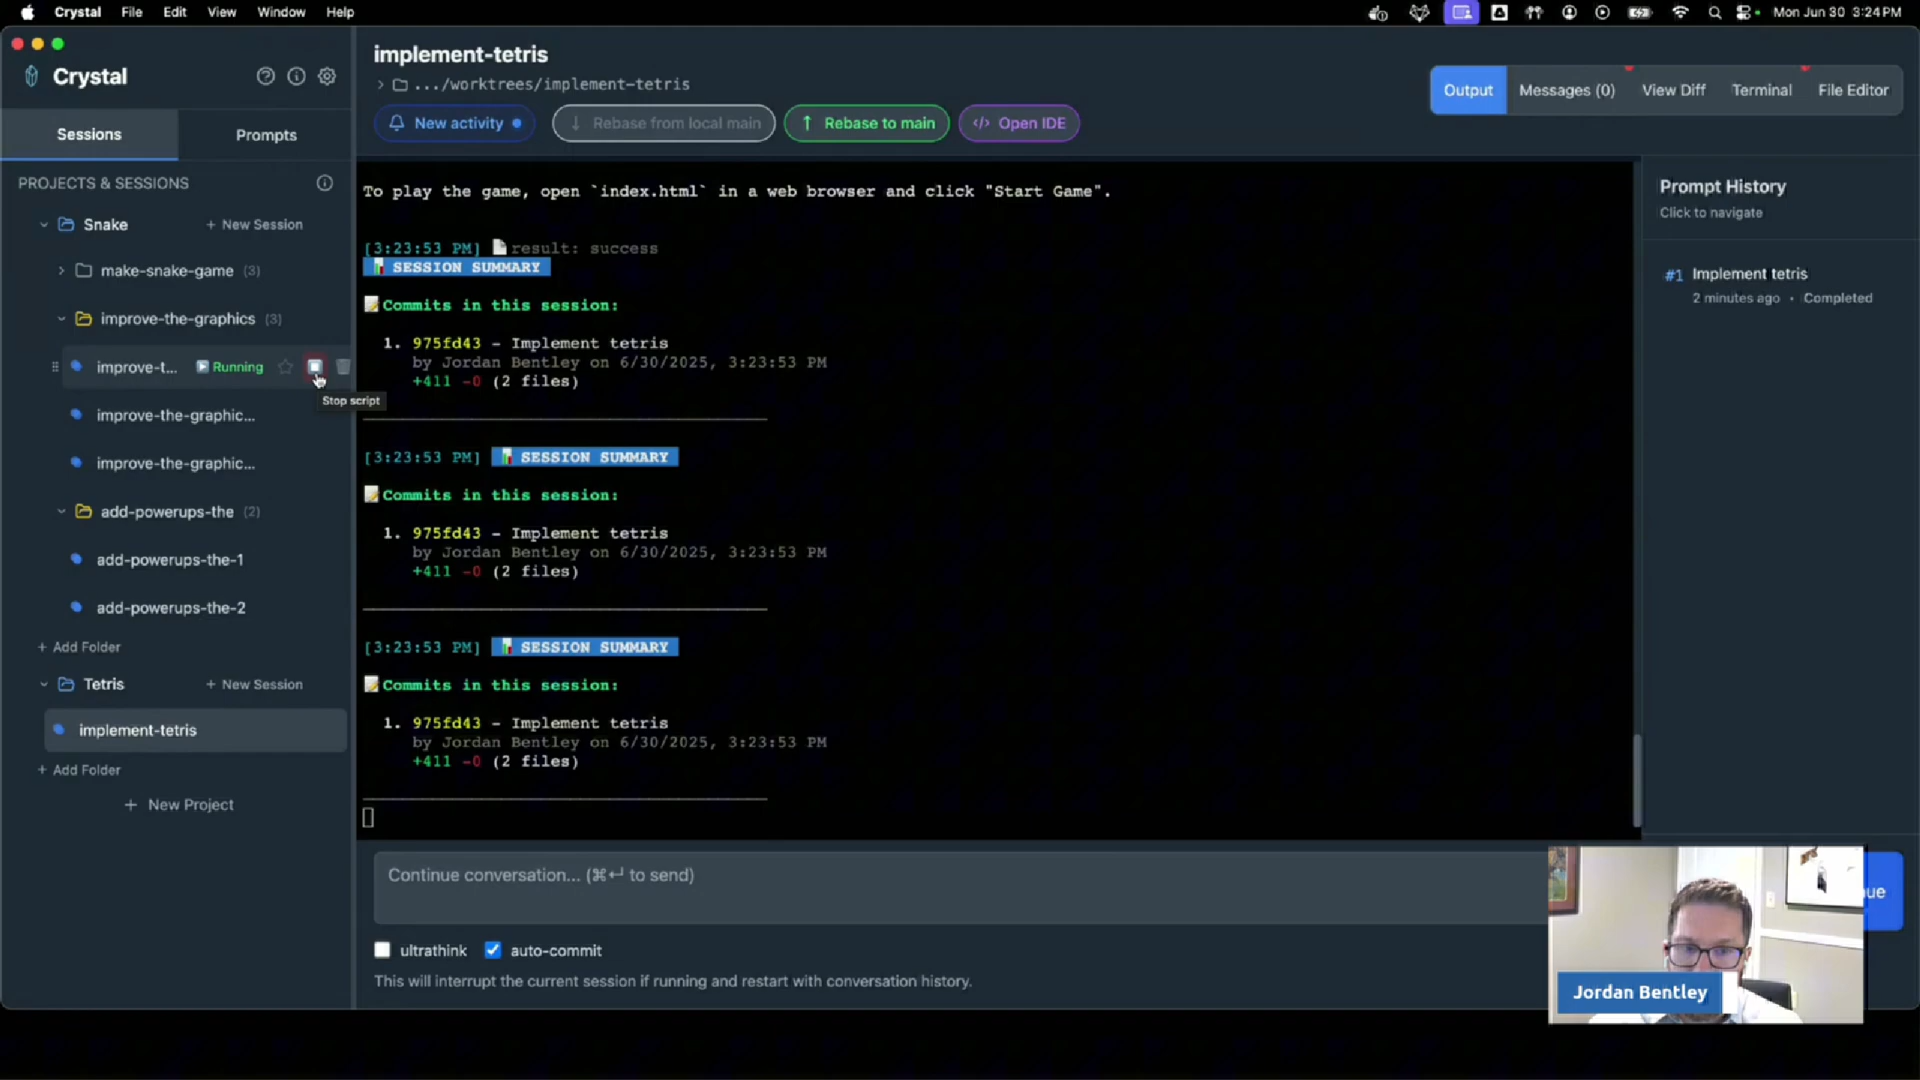 Crystal File Edit View Window Help
Mon Jun 30 3:24 PM
Crystal
Sessions Prompts
PROJECTS & SESSIONS
Snake + New Session
make-snake-game (3)
improve-the-graphics (3)
improve-t... Running
Stop script
improve-the-graphic...
improve-the-graphic...
add-powerups-the (2)
add-powerups-the-1
add-powerups-the-2
+ Add Folder
Tetris + New Session
implement-tetris
+ Add Folder
+ New Project
implement-tetris
> .../worktrees/implement-tetris
New activity ↓ Rebase from local main ↑ Rebase to main </> Open IDE
Output Messages (0) View Diff Terminal File Editor
To play the game, open `index.html` in a web browser and click "Start Game".
[3:23:53 PM] result: success
SESSION SUMMARY
Commits in this session:
1. 975fd43 - Implement tetris
by Jordan Bentley on 6/30/2025, 3:23:53 PM
+411 -0 (2 files)
[3:23:53 PM] SESSION SUMMARY
Commits in this session:
1. 975fd43 - Implement tetris
by Jordan Bentley on 6/30/2025, 3:23:53 PM
+411 -0 (2 files)
[3:23:53 PM] SESSION SUMMARY
Commits in this session:
1. 975fd43 - Implement tetris
by Jordan Bentley on 6/30/2025, 3:23:53 PM
+411 -0 (2 files)
Prompt History
Click to navigate
#1 Implement tetris
2 minutes ago • Completed
Continue conversation... (⌘↵ to send)
ue
ultrathink auto-commit
This will interrupt the current session if running and restart with conversation history.
Jordan Bentley